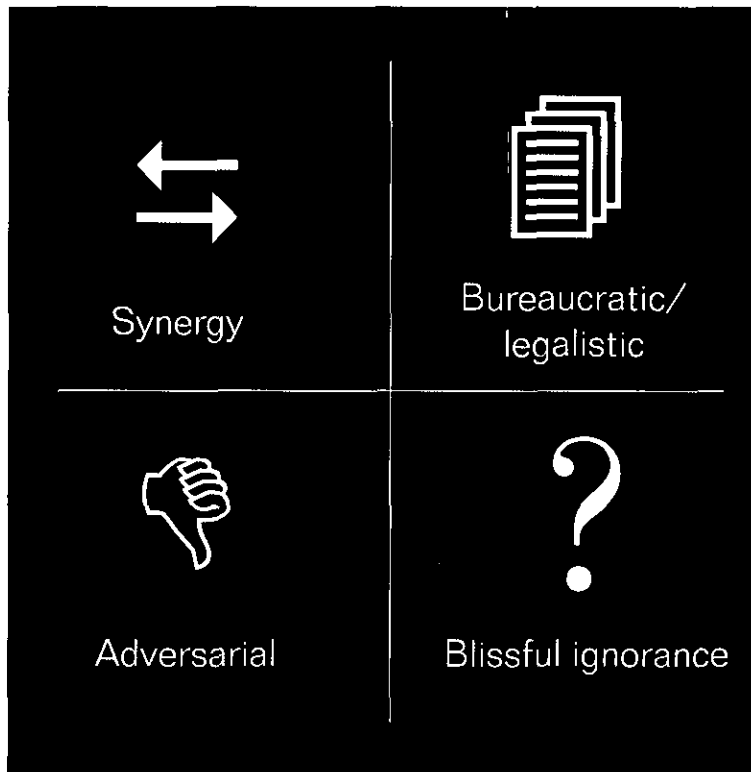 Synergy
Bureaucratic/
legalistic
Adversarial
?
Blissful ignorance